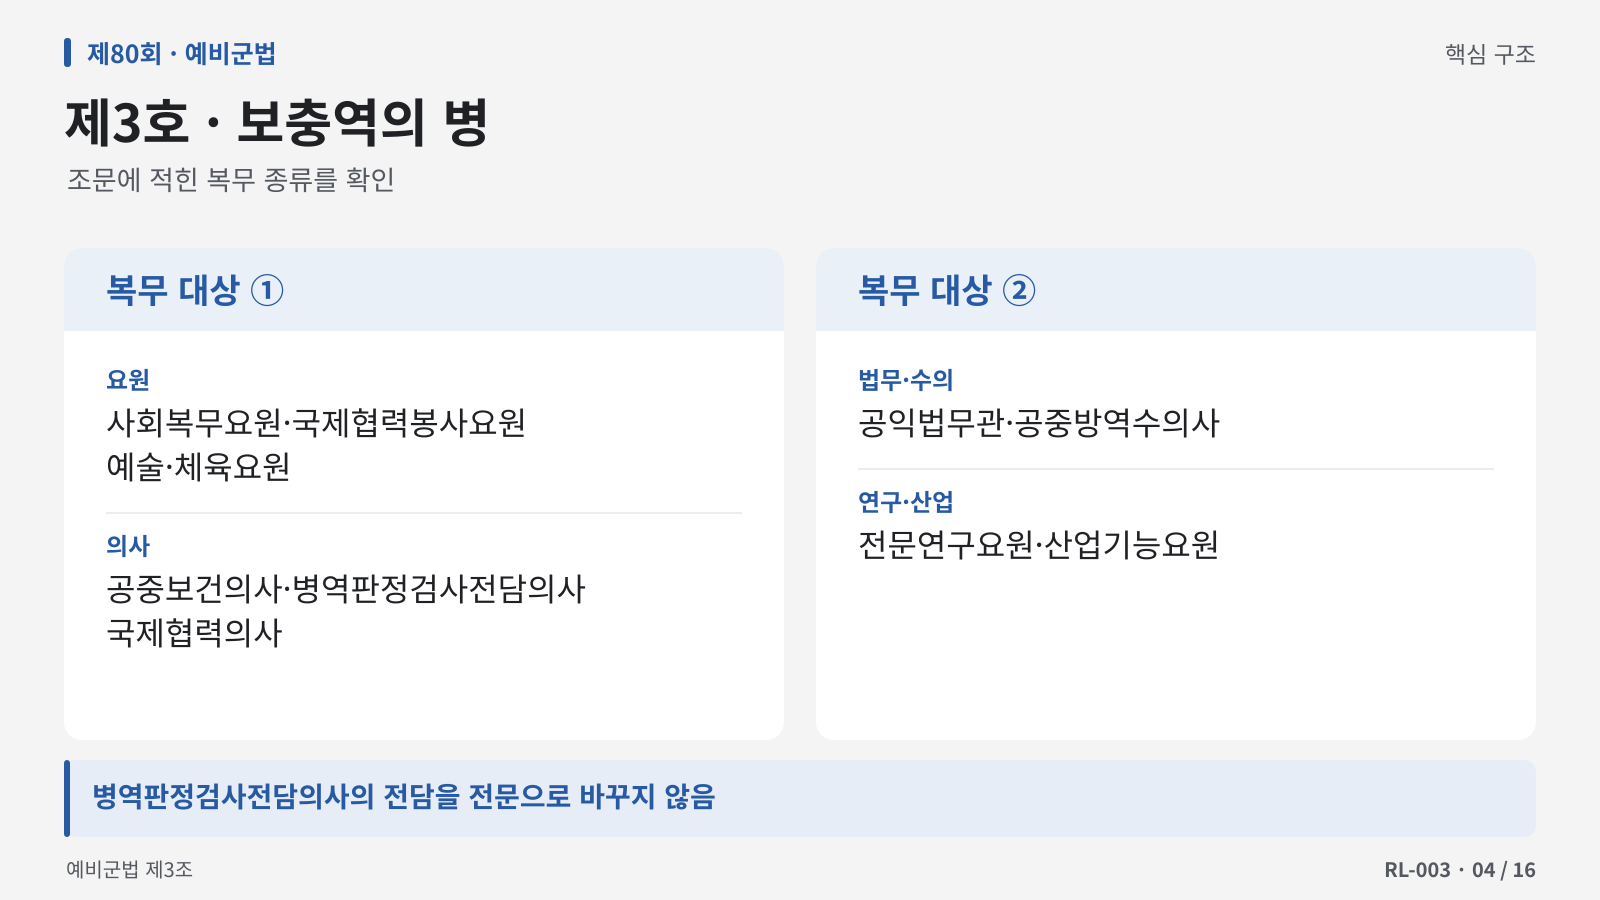 제80회 · 예비군법
핵심 구조
제3호 · 보충역의 병
조문에 적힌 복무 종류를 확인
복무 대상 ①
요원
사회복무요원·국제협력봉사요원
예술·체육요원
의사
공중보건의사·병역판정검사전담의사
국제협력의사
복무 대상 ②
법무·수의
공익법무관·공중방역수의사
연구·산업
전문연구요원·산업기능요원
병역판정검사전담의사의 전담을 전문으로 바꾸지 않음
예비군법 제3조
RL-003 · 04 / 16